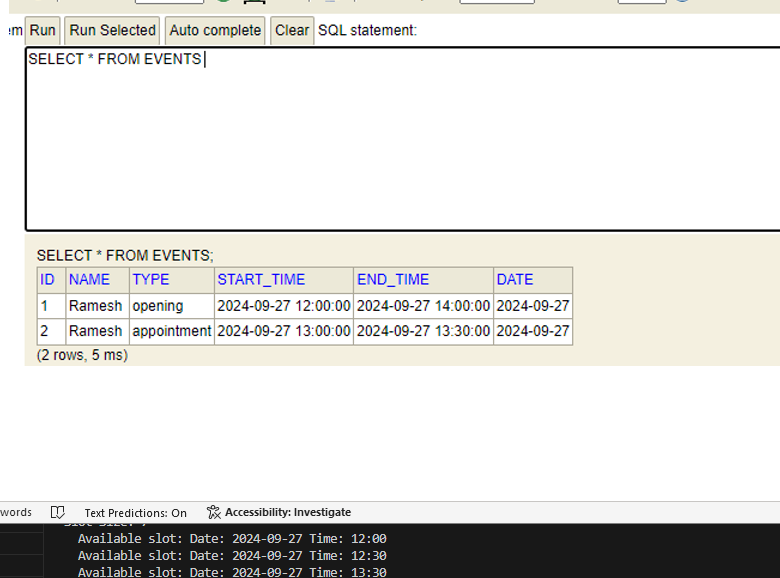 Run Run Selected Auto complete Clear SQL statement:
SELECT * FROM EVENTS
SELECT * FROM EVENTS;
ID NAME TYPE START_TIME END_TIME DATE
1 Ramesh opening 2024-09-27 12:00:00 2024-09-27 14:00:00 2024-09-27
2 Ramesh appointment 2024-09-27 13:00:00 2024-09-27 13:30:00 2024-09-27
(2 rows, 5 ms)
words Text Predictions: On Accessibility: Investigate
Available slot: Date: 2024-09-27 Time: 12:00
Available slot: Date: 2024-09-27 Time: 12:30
Available slot: Date: 2024-09-27 Time: 13:30